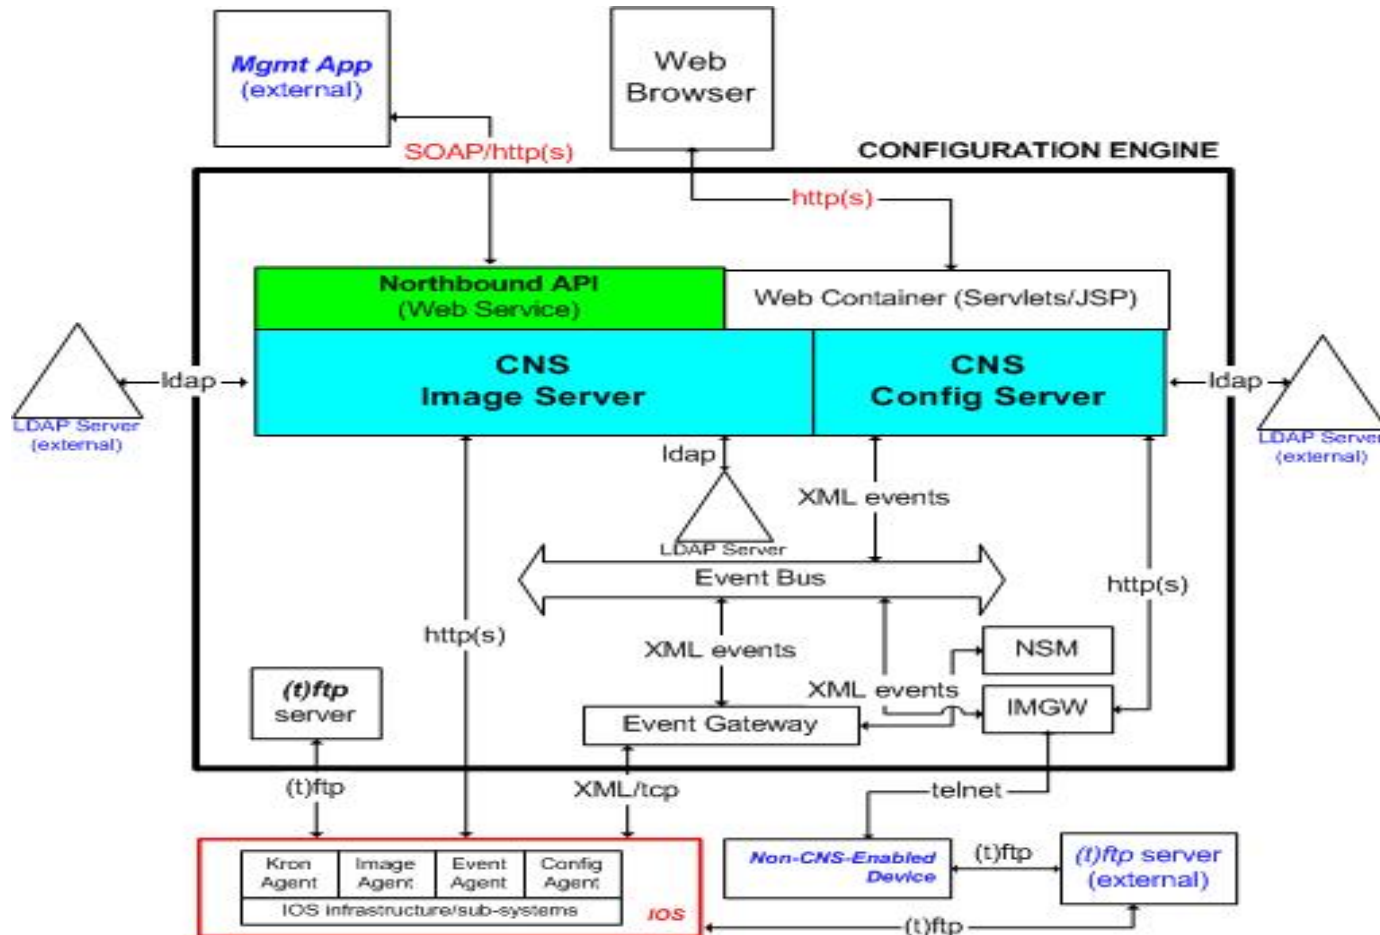 Mgmt App
(external)
Web
Browser
SOAP/http(s)
CONFIGURATION ENGINE
http(s)
Northbound API
(Web Service)
Web Container (Servlets/JSP)
CNS
Image Server
CNS
Config Server
ldap
LDAP Server
(external)
ldap
LDAP Server
(external)
ldap
XML events
LDAP Server
Event Bus
http(s)
http(s)
XML events
NSM
XML events
IMGW
(t)ftp
server
Event Gateway
(t)ftp
XML/tcp
telnet
Kron
Agent
Image
Agent
Event
Agent
Config
Agent
IOS infrastructure/sub-systems
IOS
Non-CNS-Enabled
Device
(t)ftp
(t)ftp server
(external)
(t)ftp